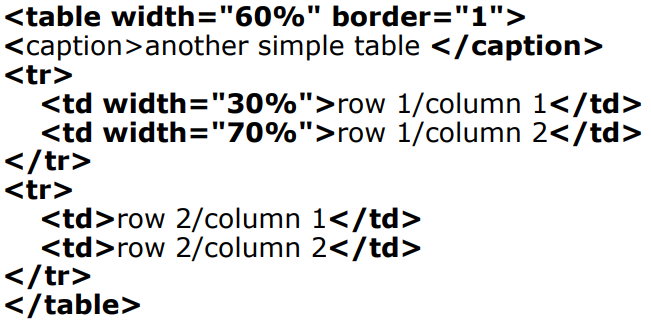 <table width="60%" border="1">
<caption>another simple table </caption>
<tr>
<td width="30%">row 1/column 1</td>
<td width="70%">row 1/column 2</td>
</tr>
<tr>
<td>row 2/column 1</td>
<td>row 2/column 2</td>
</tr>
</table>